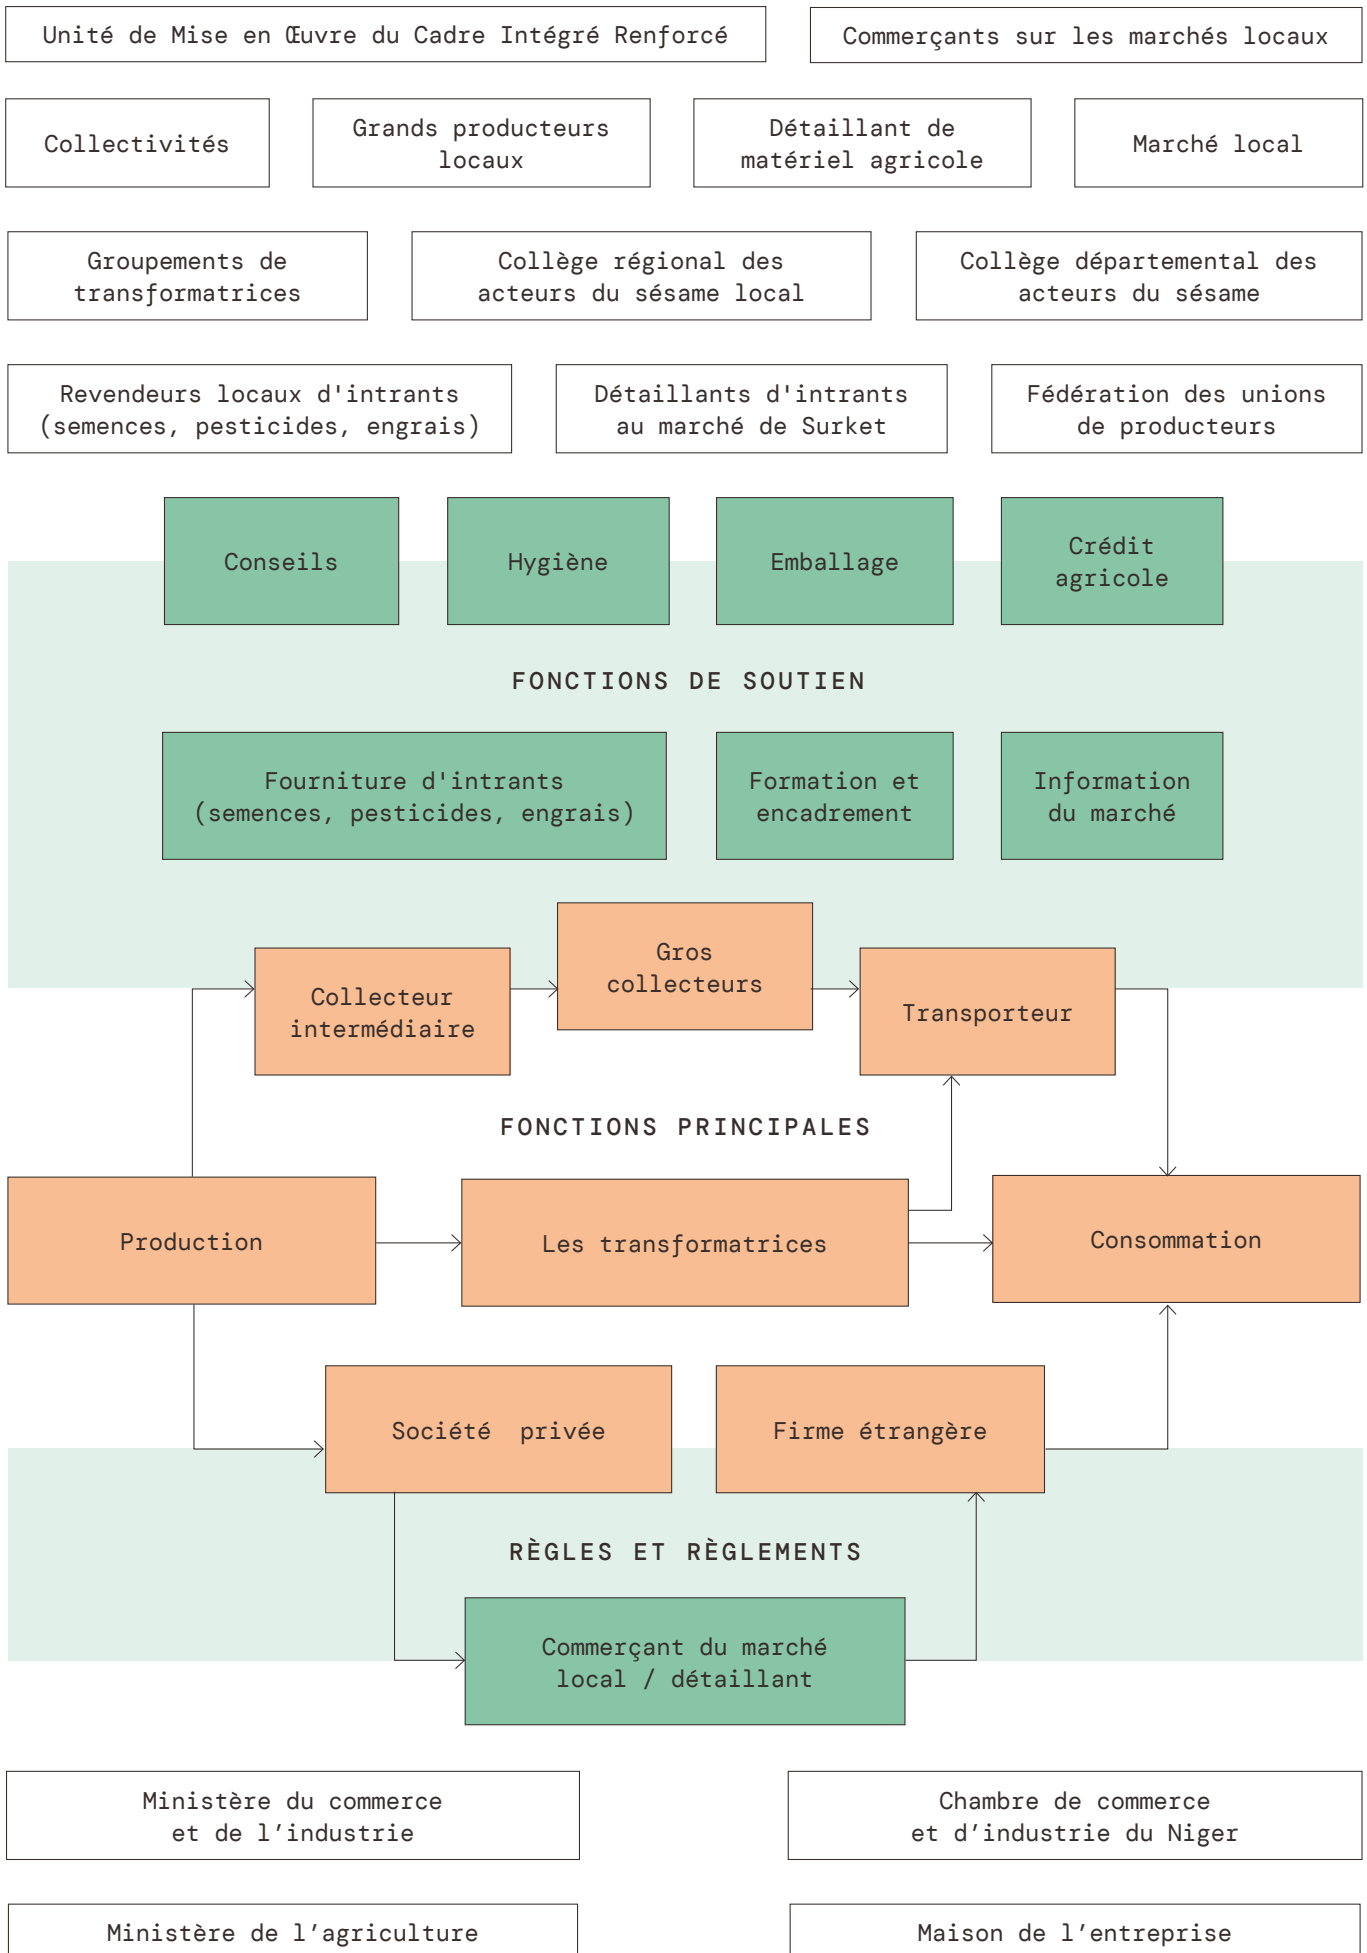 Unité de Mise en Œuvre du Cadre Intégré Renforcé
Commerçants sur les marchés locaux
Collectivités
Grands producteurs
locaux
Détaillant de
matériel agricole
Marché local
Groupements de
transformatrices
Collège régional des
acteurs du sésame local
Collège départemental des
acteurs du sésame
Revendeurs locaux d'intrants
(semences, pesticides, engrais)
Détaillants d'intrants
au marché de Surket
Fédération des unions
de producteurs
Conseils
Hygiène
Emballage
Crédit
agricole
FONCTIONS DE SOUTIEN
Fourniture d'intrants
(semences, pesticides, engrais)
Formation et
encadrement
Information
du marché
Collecteur
intermédiaire
Gros
collecteurs
Transporteur
FONCTIONS PRINCIPALES
Production
Les transformatrices
Consommation
Société privée
Firme étrangère
RÈGLES ET RÈGLEMENTS
Commerçant du marché
local / détaillant
Ministère du commerce
et de l’industrie
Chambre de commerce
et d’industrie du Niger
Ministère de l’agriculture
Maison de l’entreprise